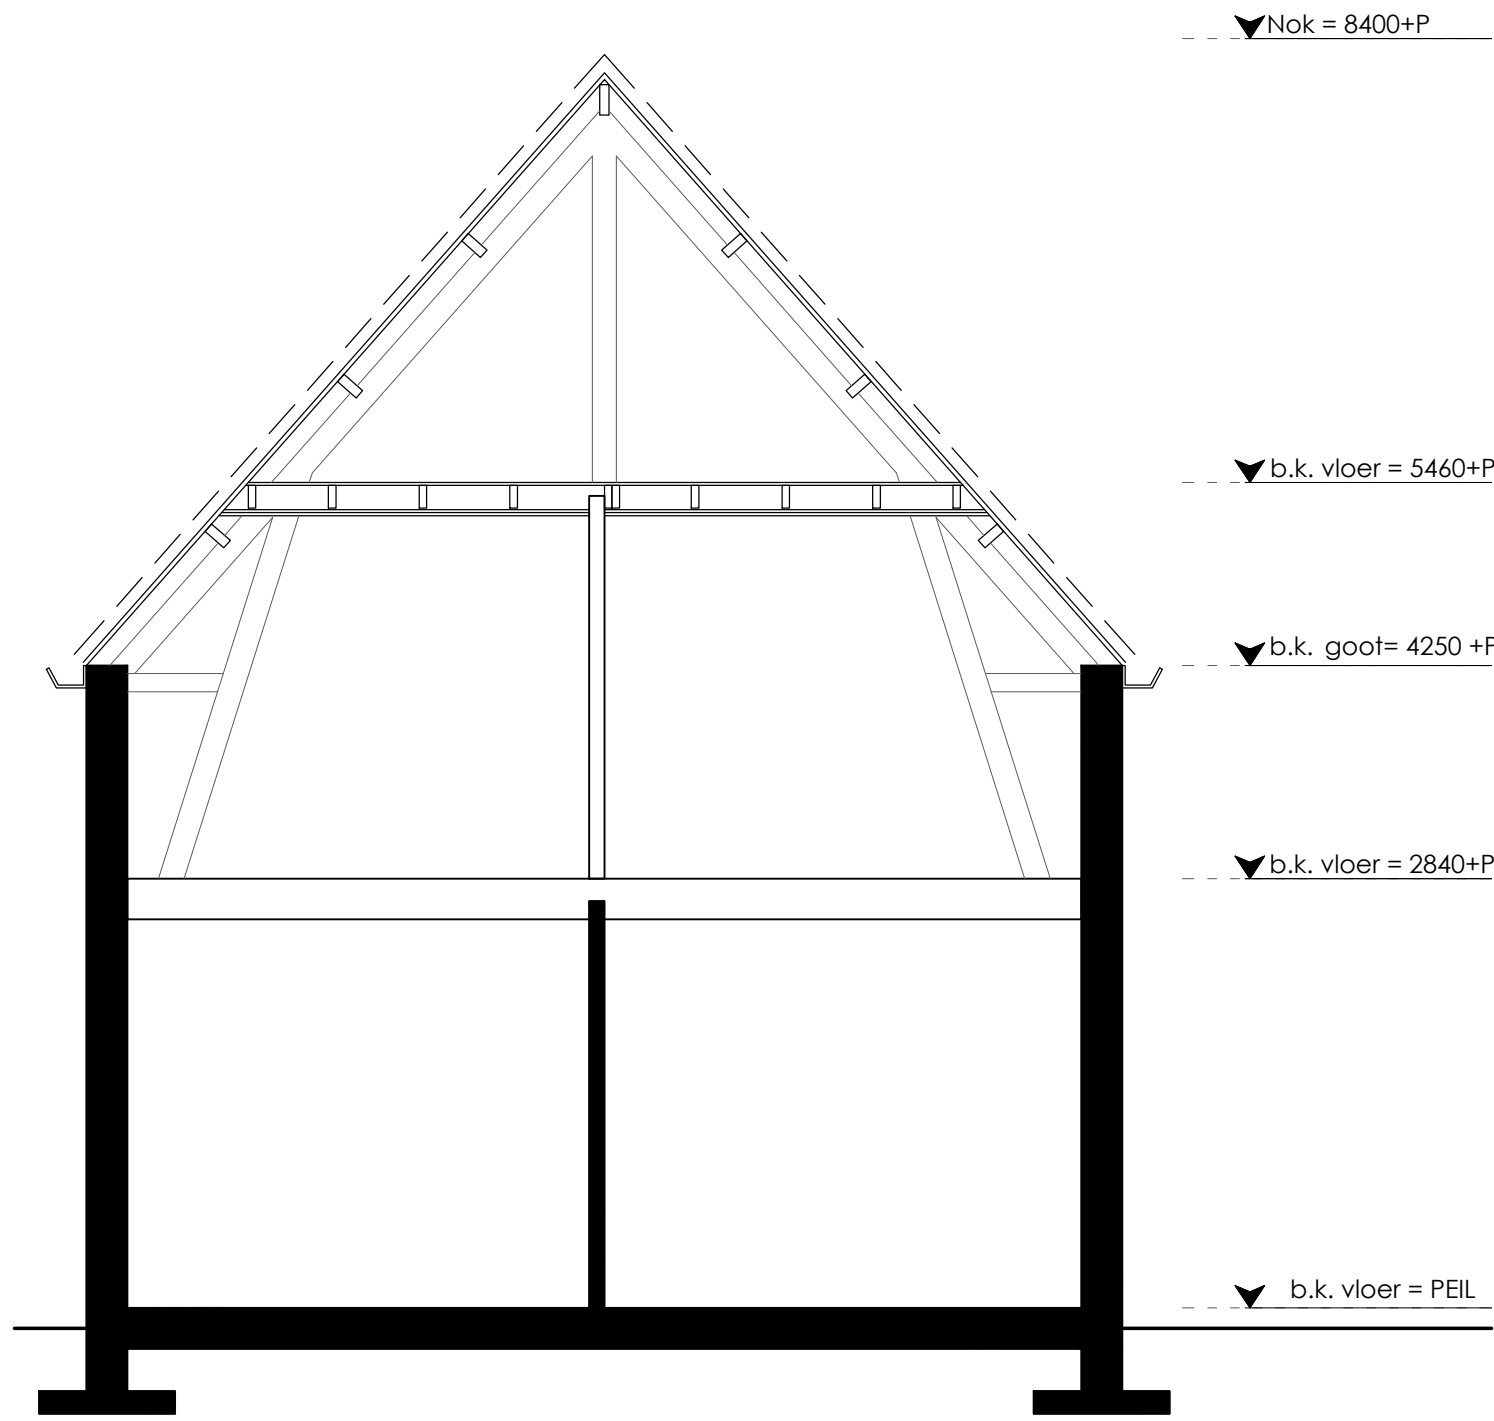 Nok = 8400+P
b.k. vloer = 5460+P
b.k. goot= 4250 +P
b.k. vloer = 2840+P
b.k. vloer = PEIL